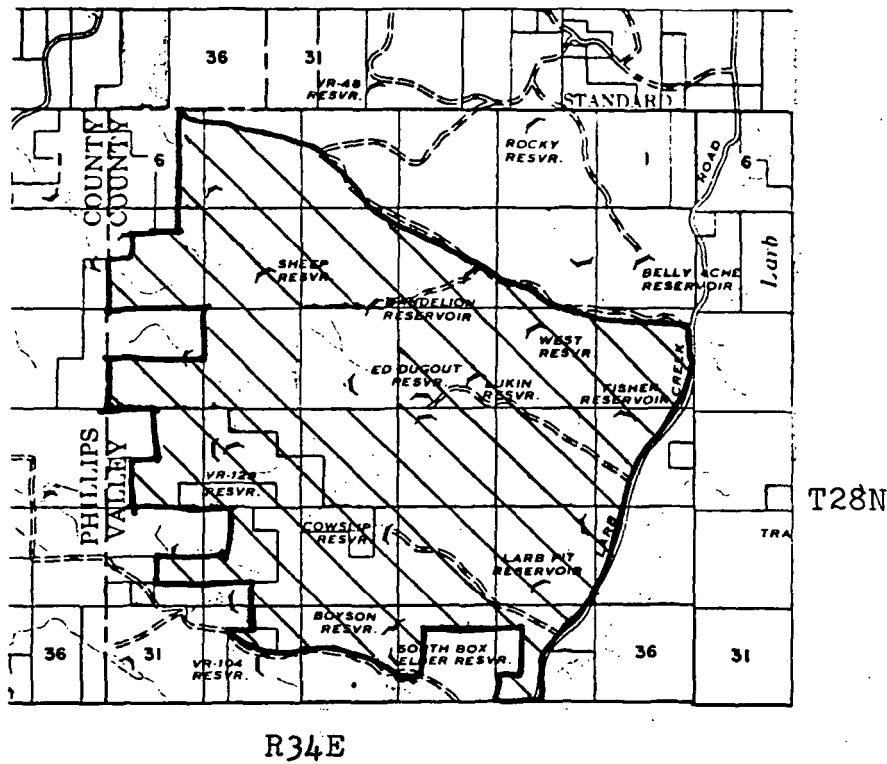 36
31
VR-48
RESVR.
STANDARD
ROCKY
RESVR.
ROAD
COUNTY
COUNTY
6
1
6
SHEEP
RESVR.
BELLY ACHE
RESERVOIR
Larb
DANDELION
RESERVOIR
WEST
RESVR
ED DUGOUT
RESVR.
LUKIN
RESVR.
FISHER
RESERVOIR
CREEK
PHILLIPS
VALLEY
VR-123
RESVR.
T28N
COWSLIP
RESVR.
LARB
TRA
LARB PIT
RESERVOIR
BOYSON
RESVR.
36
31
VR-104
RESVR.
SOUTH BOX
ELDER RESVR.
36
31
R34E